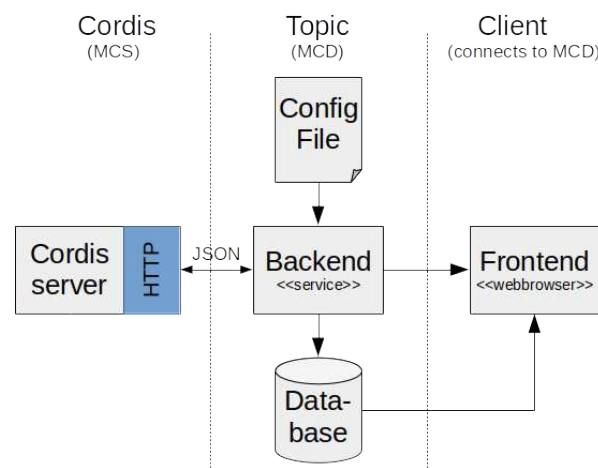 Cordis
(MCS)
Topic
(MCD)
Client
(connects to MCD)
Config
File
Cordis
server
HTTP
JSON
Backend
<<service>>
Frontend
<<webbrowser>>
Data-
base